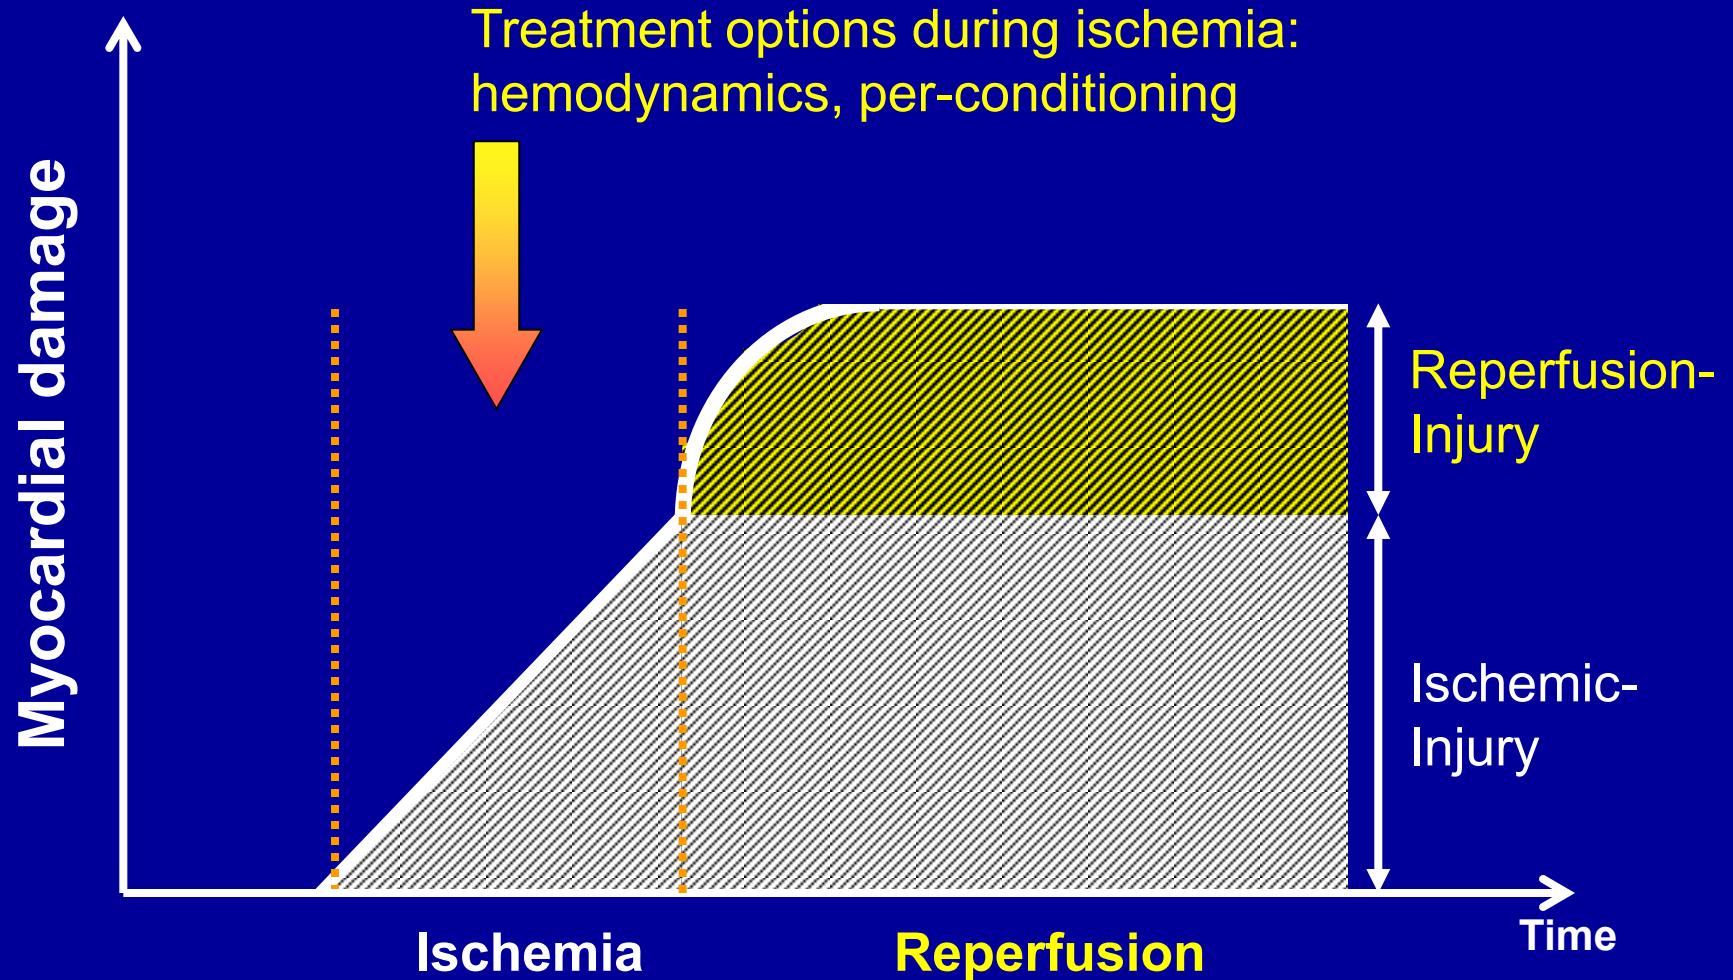 Treatment options during ischemia:
hemodynamics, per-conditioning
Myocardial damage
Reperfusion-
Injury
Ischemic-
Injury
Time
Ischemia
Reperfusion